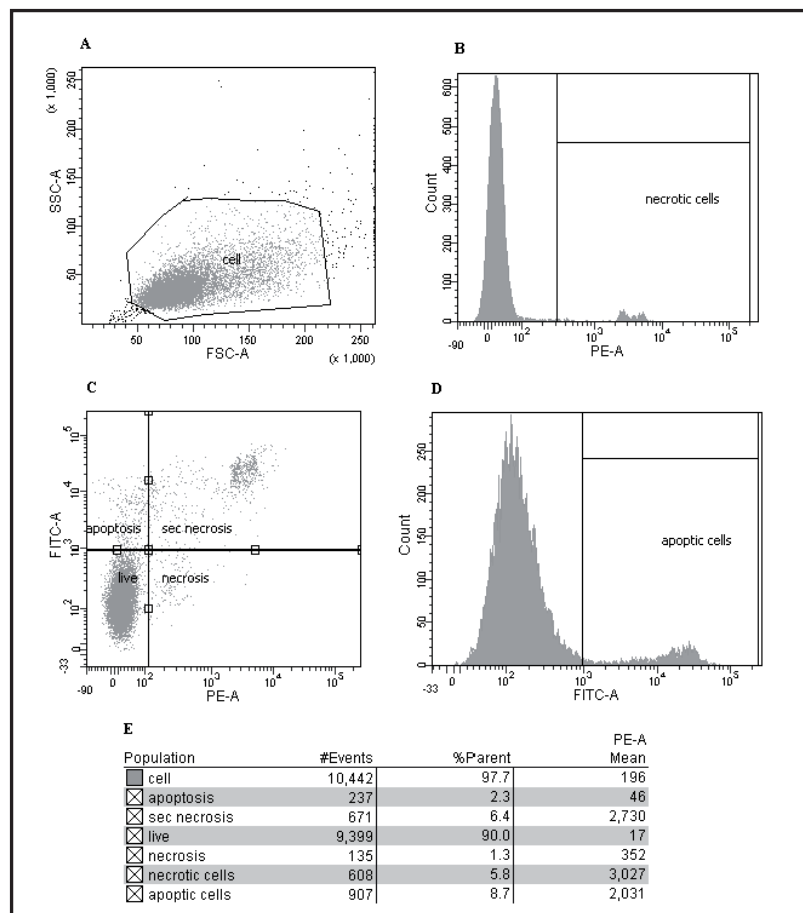 A
(x 1,000)
250
200
150
100
50
SSC-A
cell
50 100 150 200 250
FSC-A
(x 1,000)
B
600
500
400
300
200
100
0
Count
necrotic cells
-90 0 10² 10³ 10⁴ 10⁵
PE-A
C
10⁵
10⁴
10³
10²
0
-33
FITC-A
apoptosis sec necrosis
live necrosis
-90 0 10² 10³ 10⁴ 10⁵
PE-A
D
250
200
150
100
50
0
Count
apoptic cells
-33 0 10² 10³ 10⁴ 10⁵
FITC-A
E
PE-A
Population #Events %Parent Mean
cell 10,442 97.7 196
apoptosis 237 2.3 46
sec necrosis 671 6.4 2,730
live 9,399 90.0 17
necrosis 135 1.3 352
necrotic cells 608 5.8 3,027
apoptic cells 907 8.7 2,031